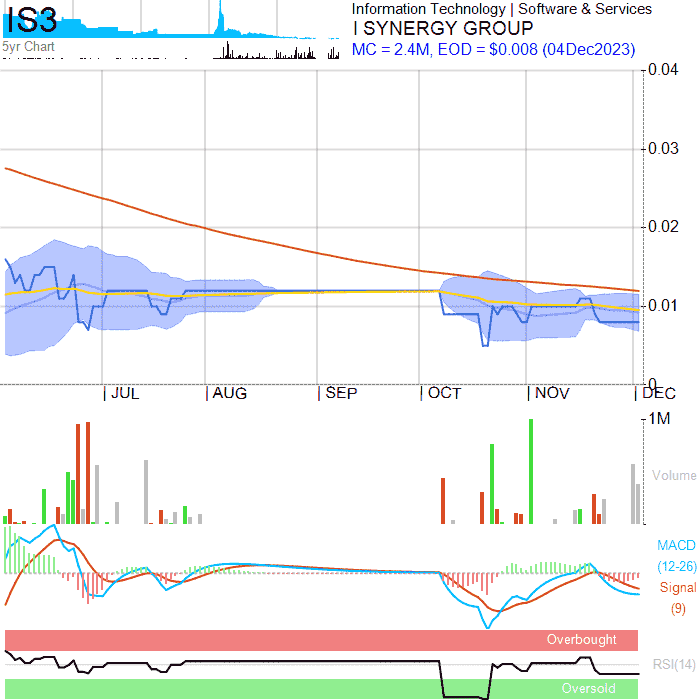 IS3
5yr Chart
Information Technology | Software & Services
I SYNERGY GROUP
MC = 2.4M, EOD = $0.008 (04Dec2023)
0.04
0.03
0.02
0.01
0
JUL AUG SEP OCT NOV DEC
1M
Volume
MACD
(12-26)
Signal
(9)
Overbought
RSI(14)
Oversold